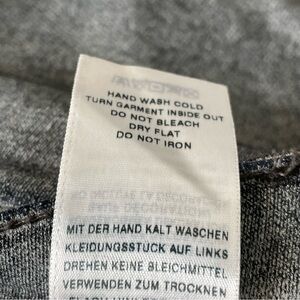 HAND WASH COLD
TURN GARMENT INSIDE OUT
DO NOT BLEACH
DRY FLAT
DO NOT IRON
MIT DER HAND KALT WASCHEN
KLEIDUNGSSTUCK AUF LINKS
DREHEN KEINE BLEICHMITTEL
VERWENDEN ZUM TROCKNEN